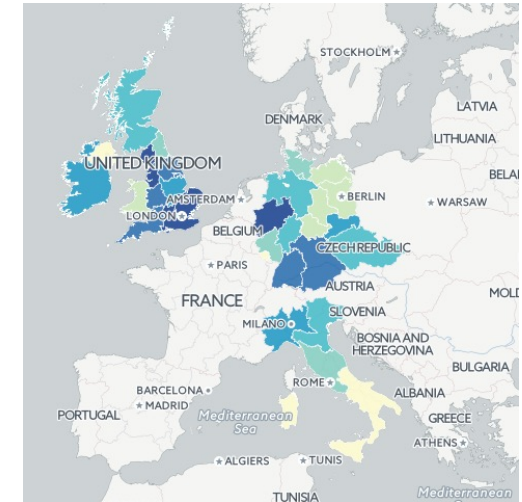 STOCKHOLM
LATVIA
DENMARK
LITHUANIA
UNITED KINGDOM
BELA
AMSTERDAM
BERLIN
WARSAW
LONDON
BELGIUM
CZECH REPUBLIC
PARIS
AUSTRIA
MOLD
FRANCE
SLOVENIA
MILANO
BOSNIA AND
HERZEGOVINA
BULGARIA
ROME
BARCELONA
ALBANIA
MADRID
PORTUGAL
Mediterranean
Sea
GREECE
ATHENS
ALGIERS
TUNIS
TUNISIA
Mediterranean